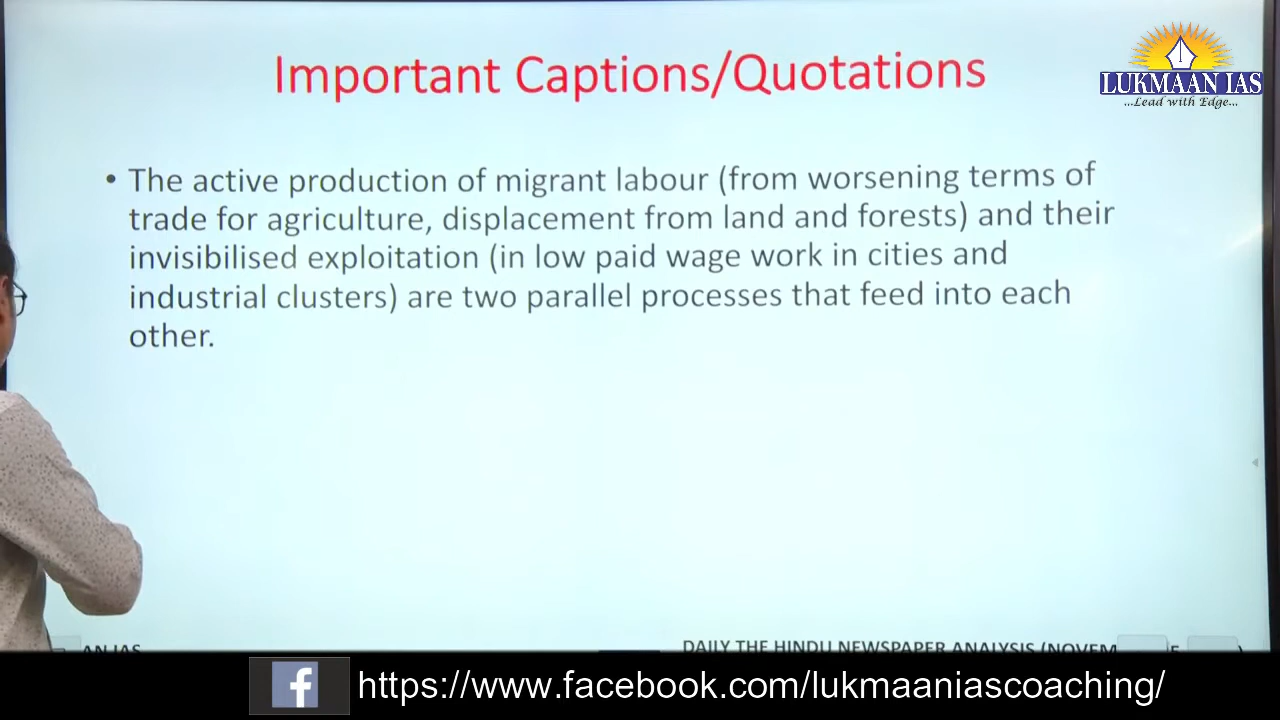 Important Captions/Quotations
LUKMAAN IAS
...Lead with Edge...
• The active production of migrant labour (from worsening terms of
trade for agriculture, displacement from land and forests) and their
invisibilised exploitation (in low paid wage work in cities and
industrial clusters) are two parallel processes that feed into each
other.
AN IAS
DAILY THE HINDU NEWSPAPER ANALYSIS (NOVEM
f https://www.facebook.com/lukmaaniascoaching/